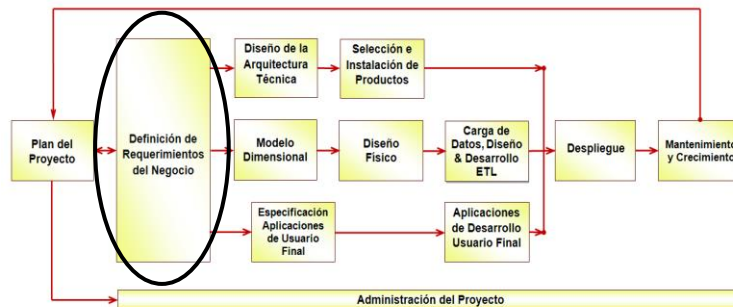 Diseño de la
Arquitectura
Técnica
Selección e
Instalación de
Productos
Plan del
Proyecto
Definición de
Requerimientos
del Negocio
Modelo
Dimensional
Diseño
Físico
Carga de
Datos, Diseño
& Desarrollo
ETL
Despliegue
Mantenimiento
y Crecimiento
Especificación
Aplicaciones
de Usuario
Final
Aplicaciones
de Desarrollo
Usuario Final
Administración del Proyecto